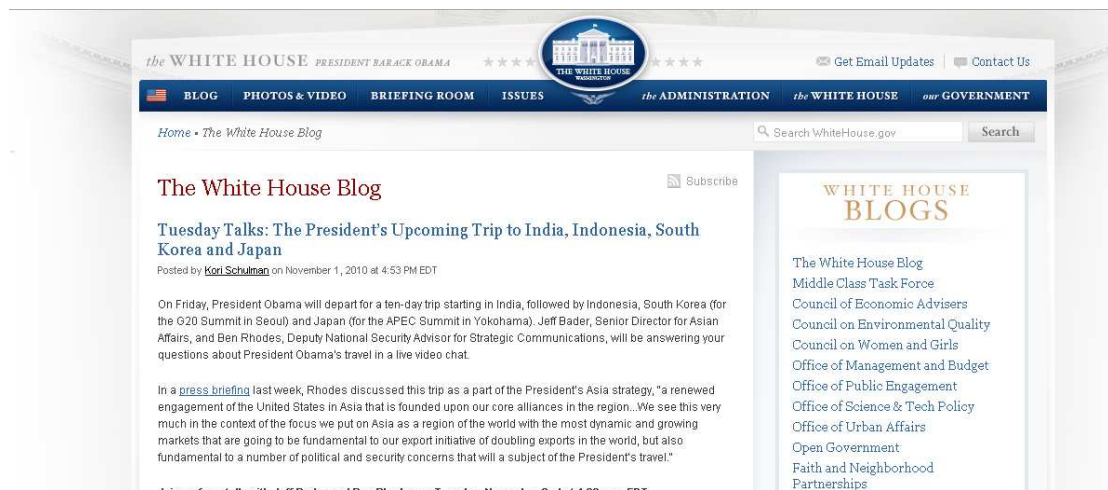 the WHITE HOUSE PRESIDENT BARACK OBAMA
THE WHITE HOUSE
WASHINGTON
Get Email Updates
Contact Us
BLOG
PHOTOS & VIDEO
BRIEFING ROOM
ISSUES
the ADMINISTRATION
the WHITE HOUSE
our GOVERNMENT
Home • The White House Blog
Search WhiteHouse.gov
Search
The White House Blog
Subscribe
Tuesday Talks: The President's Upcoming Trip to India, Indonesia, South
Korea and Japan
Posted by Kori Schulman on November 1, 2010 at 4:53 PM EDT
On Friday, President Obama will depart for a ten-day trip starting in India, followed by Indonesia, South Korea (for
the G20 Summit in Seoul) and Japan (for the APEC Summit in Yokohama). Jeff Bader, Senior Director for Asian
Affairs, and Ben Rhodes, Deputy National Security Advisor for Strategic Communications, will be answering your
questions about President Obama's travel in a live video chat.
In a press briefing last week, Rhodes discussed this trip as a part of the President's Asia strategy, "a renewed
engagement of the United States in Asia that is founded upon our core alliances in the region...We see this very
much in the context of the focus we put on Asia as a region of the world with the most dynamic and growing
markets that are going to be fundamental to our export initiative of doubling exports in the world, but also
fundamental to a number of political and security concerns that will a subject of the President's travel."
WHITE HOUSE
BLOGS
The White House Blog
Middle Class Task Force
Council of Economic Advisers
Council on Environmental Quality
Council on Women and Girls
Office of Management and Budget
Office of Public Engagement
Office of Science & Tech Policy
Office of Urban Affairs
Open Government
Faith and Neighborhood
Partnerships